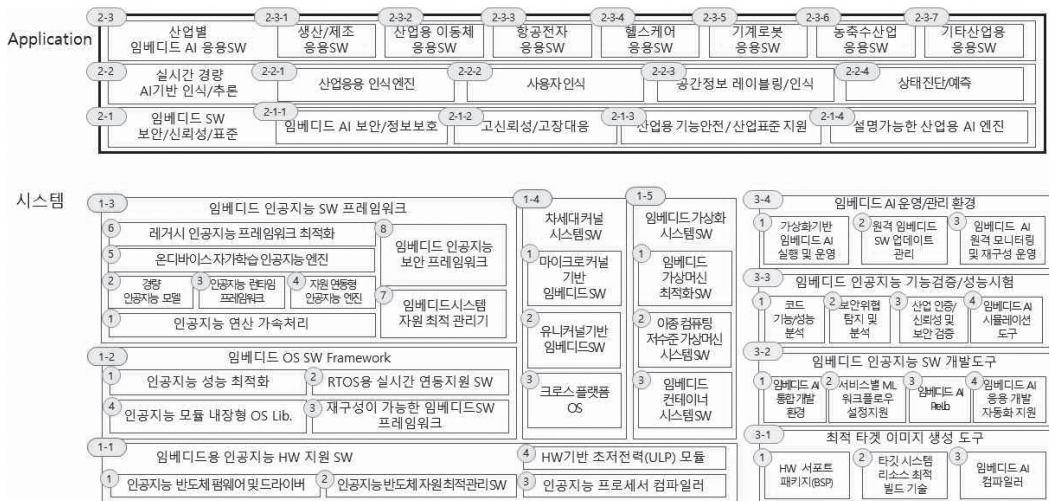 Application
2-3
산업별
임베디드 AI 응용SW
2-3-1
생산/제조
응용SW
2-3-2
산업용 이동체
응용SW
2-3-3
항공전자
응용SW
2-3-4
헬스케어
응용SW
2-3-5
기계로봇
응용SW
2-3-6
농축수산업
응용SW
2-3-7
기타산업용
응용SW
2-2
실시간 경량
AI기반 인식/추론
2-2-1
산업응용 인식엔진
2-2-2
사용자인식
2-2-3
공간정보 레이블링/인식
2-2-4
상태진단/예측
2-1
임베디드 SW
보안/신뢰성/표준
2-1-1
임베디드 AI 보안/정보보호
2-1-2
고신뢰성/고장대응
2-1-3
산업용 기능안전/산업표준 지원
2-1-4
설명가능한 산업용 AI 엔진
시스템
1-3
임베디드 인공지능 SW 프레임워크
6
레거시 인공지능 프레임워크 최적화
5
온디바이스 자가학습 인공지능 엔진
2
경량
인공지능 모델
3
인공지능 런타임
프레임워크
4
지원 연동형
인공지능 엔진
1
인공지능 연산 가속처리
8
임베디드 인공지능
보안 프레임워크
7
임베디드시스템
자원 최적 관리기
1-2
임베디드 OS SW Framework
1
인공지능 성능 최적화
2
RTOS용 실시간 연동지원 SW
4
인공지능 모듈 내장형 OS Lib.
3
재구성이 가능한 임베디드SW
프레임워크
1-1
임베디드용 인공지능 HW 지원 SW
4
HW기반 초저전력(ULP) 모듈
1
인공지능 반도체 펌웨어 및 드라이버
2
인공지능 반도체 자원 최적관리 SW
3
인공지능 프로세서 컴파일러
1-4
차세대 커널
시스템SW
1
마이크로커널
기반
임베디드SW
2
유니커널기반
임베디드SW
3
크로스 플랫폼
OS
1-5
임베디드 가상화
시스템SW
1
임베디드
가상머신
최적화SW
2
이종 컴퓨팅
저수준 가상머신
시스템SW
3
임베디드
컨테이너
시스템SW
3-4
임베디드 AI 운영/관리 환경
1
가상화기반
임베디드 AI
실행 및 운영
2
원격 임베디드
SW 업데이트
관리
3
임베디드 AI
원격 모니터링
및 재구성 운영
3-3
임베디드 인공지능 기능검증/성능시험
1
코드
기능/성능
분석
2
보안위협
탐지 및
분석
3
산업 인증/
신뢰성 및
보안 검증
4
임베디드 AI
시뮬레이션
도구
3-2
임베디드 인공지능 SW 개발도구
1
임베디드 AI
통합 개발
환경
2
서비스별 ML
워크플로우
설정지원
3
임베디드 AI
4
임베디드 AI
응용 개발
자동화 지원
3-1
최적 타겟 이미지 생성 도구
1
HW 서포트
패키지(BSP)
2
타깃 시스템
리소스 최적
빌드 기술
3
임베디드 AI
컴파일러